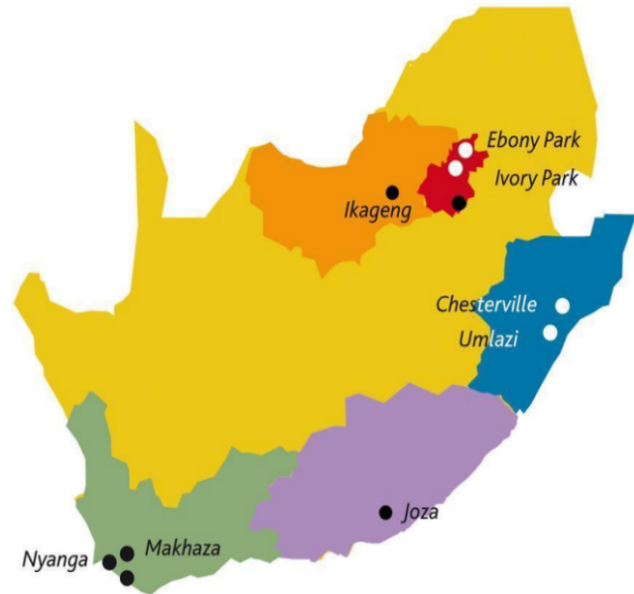 Ebony Park
Ivory Park
Ikageng
Chesterville
Umlazi
Joza
Makhaza
Nyanga